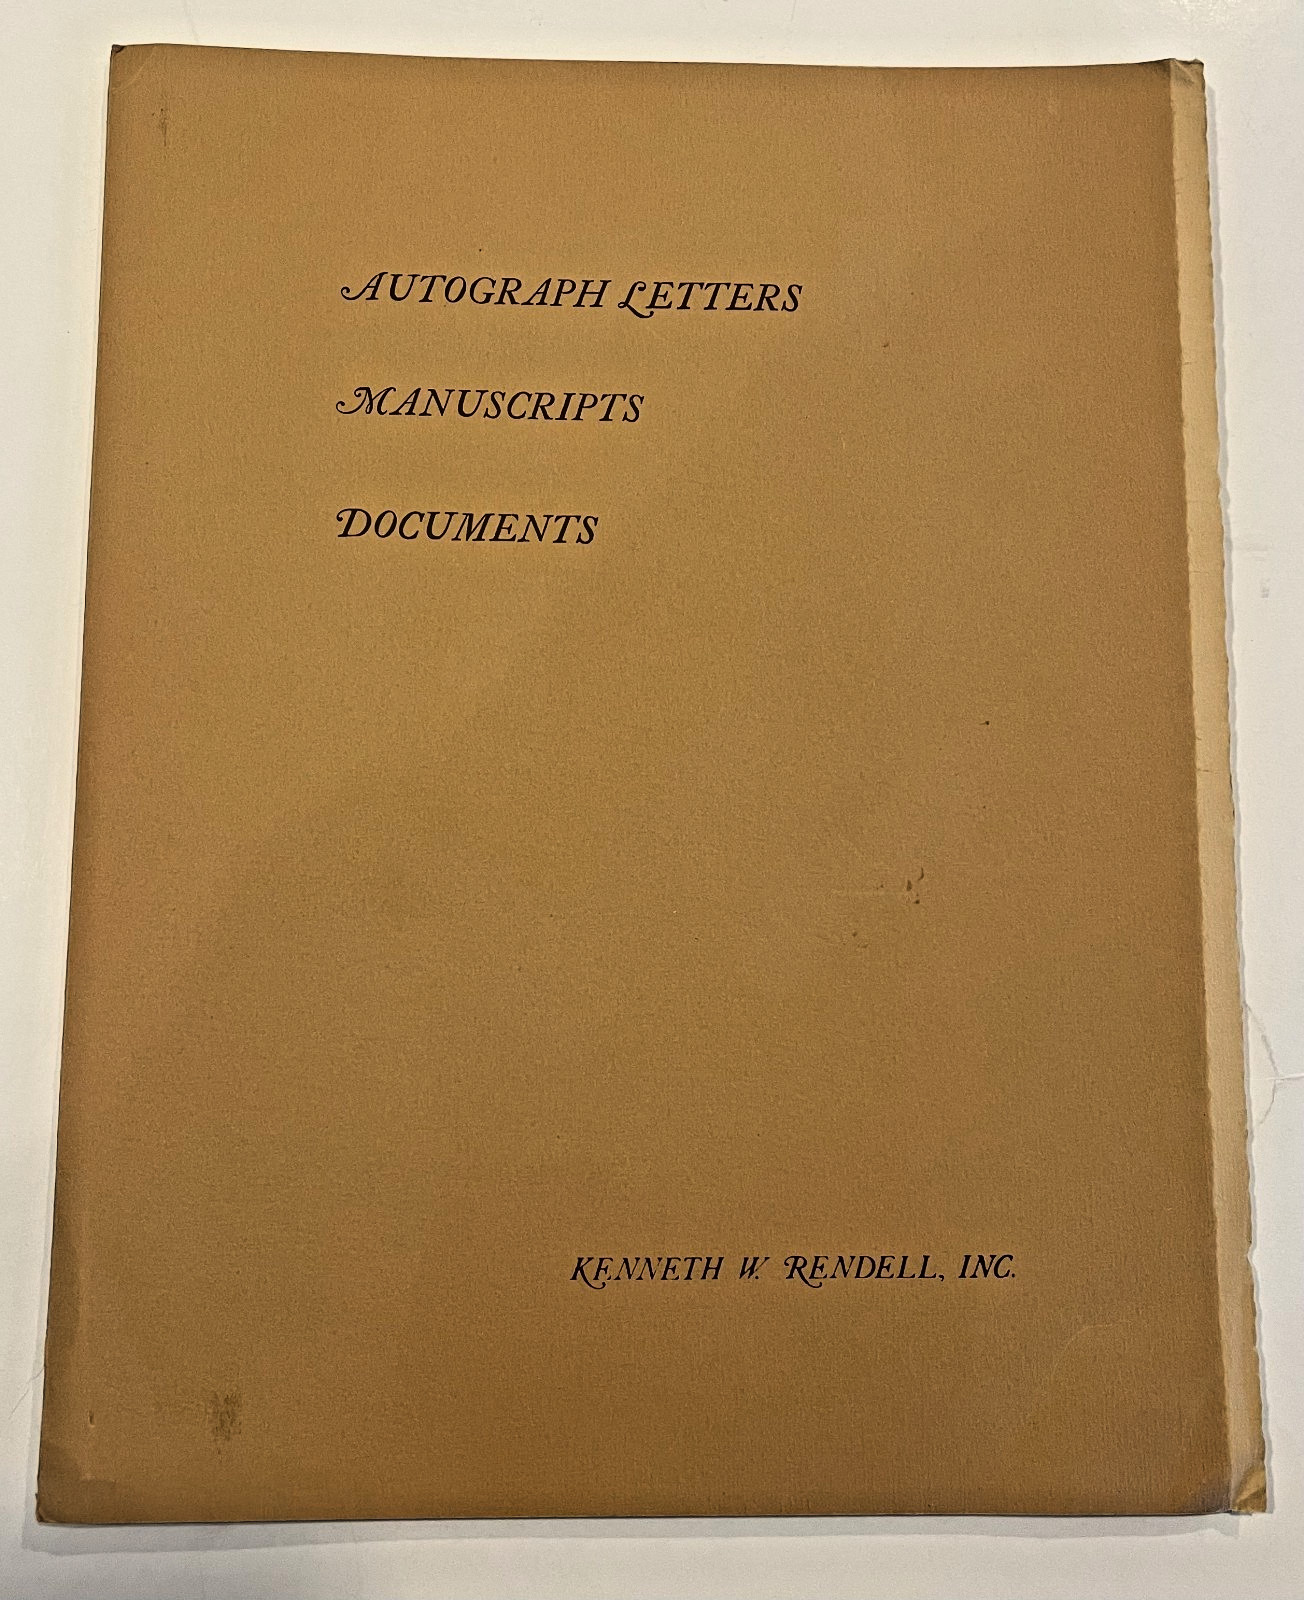 AUTOGRAPH LETTERS
MANUSCRIPTS
DOCUMENTS
KENNETH W. RENDELL, INC.